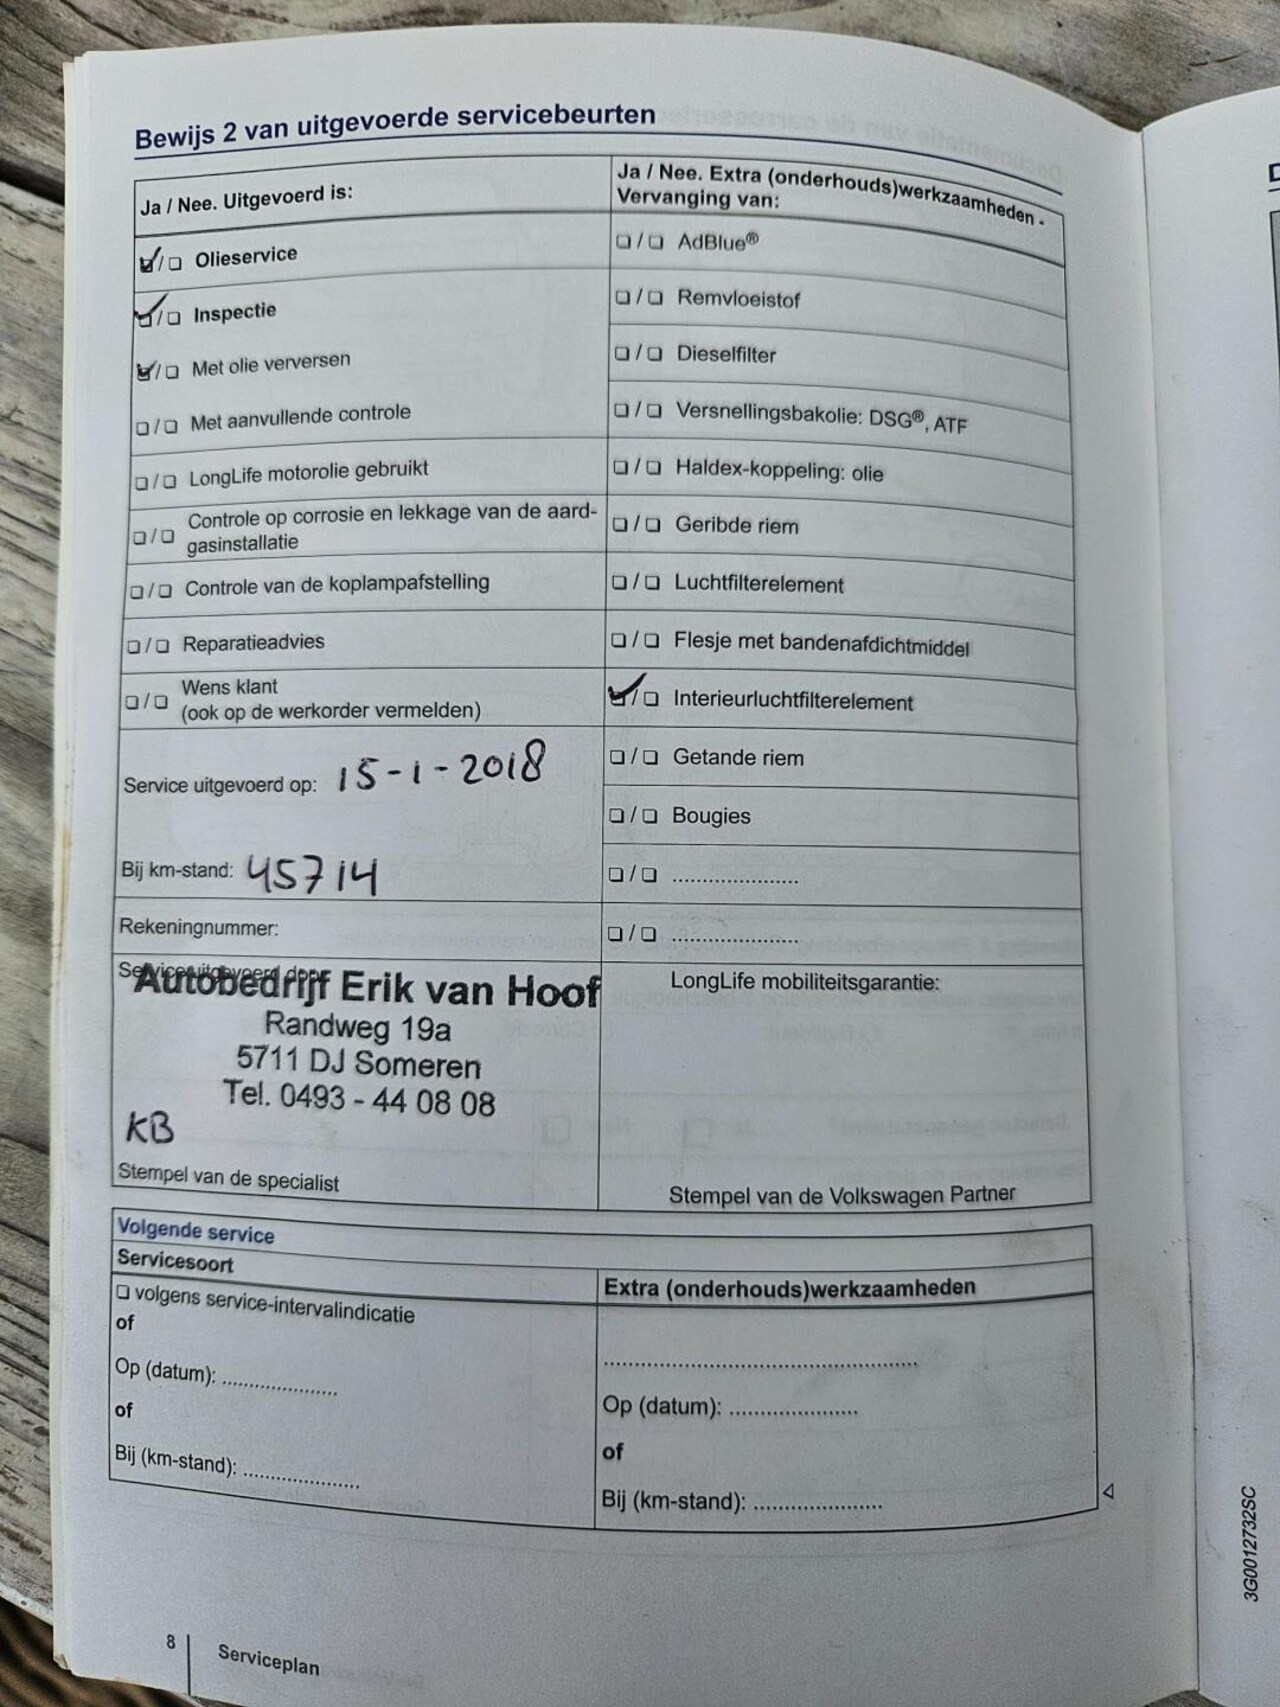 Bewijs 2 van uitgevoerde servicebeurten
Ja / Nee. Uitgevoerd is:
☑/❏ Olieservice
☑/❏ Inspectie
☑/❏ Met olie verversen
❏/❏ Met aanvullende controle
❏/❏ LongLife motorolie gebruikt
❏/❏ Controle op corrosie en lekkage van de aard-
gasinstallatie
❏/❏ Controle van de koplampafstelling
❏/❏ Reparatieadvies
❏/❏ Wens klant
(ook op de werkorder vermelden)
Service uitgevoerd op: 15-1-2018
Bij km-stand: 45714
Rekeningnummer:
Service uitgevoerd door:
Autobedrijf Erik van Hoof
Randweg 19a
5711 DJ Someren
Tel. 0493 - 44 08 08
KB
Stempel van de specialist
Ja / Nee. Extra (onderhouds)werkzaamheden -
Vervanging van:
❏/❏ AdBlue®
❏/❏ Remvloeistof
❏/❏ Dieselfilter
❏/❏ Versnellingsbakolie: DSG®, ATF
❏/❏ Haldex-koppeling: olie
❏/❏ Geribde riem
❏/❏ Luchtfilterelement
❏/❏ Flesje met bandenafdichtmiddel
☑/❏ Interieurluchtfilterelement
❏/❏ Getande riem
❏/❏ Bougies
❏/❏ .....................
❏/❏ .....................
LongLife mobiliteitsgarantie:
Stempel van de Volkswagen Partner
Volgende service
Servicesoort
❏ volgens service-intervalindicatie
of
Op (datum): ....................
of
Bij (km-stand): ....................
Extra (onderhouds)werkzaamheden
....................................................
Op (datum): .....................
of
Bij (km-stand): .....................
8
Serviceplan
3G0012732SC